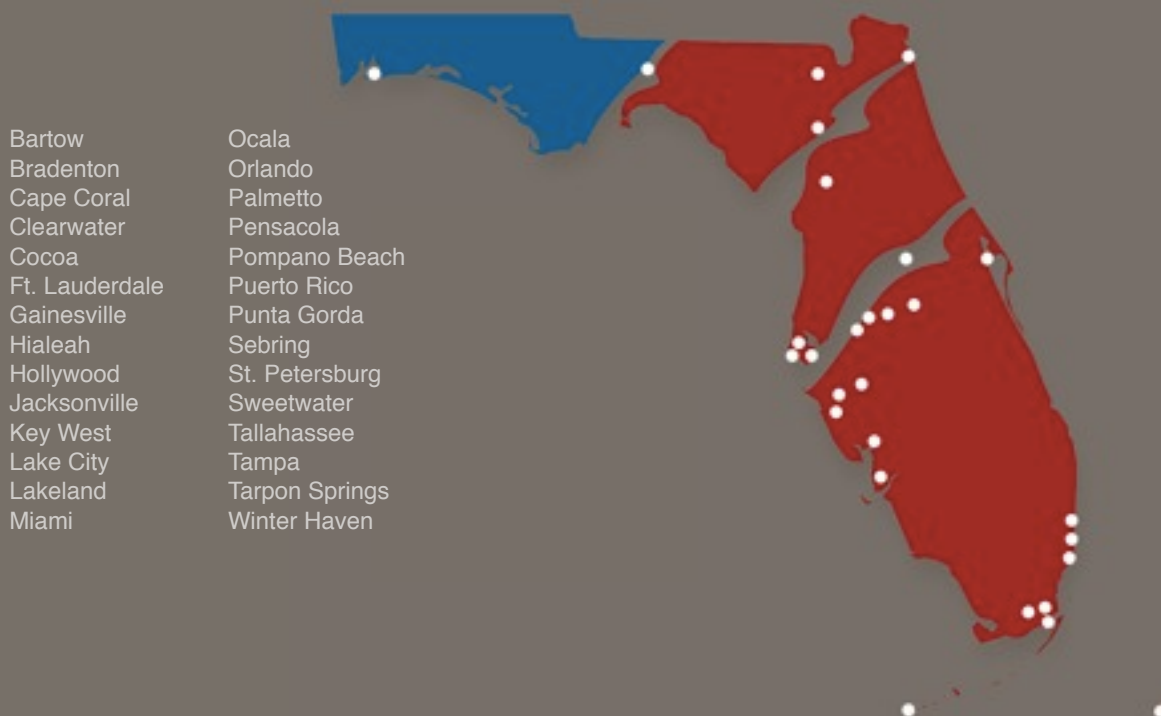 Bartow
Bradenton
Cape Coral
Clearwater
Cocoa
Ft. Lauderdale
Gainesville
Hialeah
Hollywood
Jacksonville
Key West
Lake City
Lakeland
Miami
Ocala
Orlando
Palmetto
Pensacola
Pompano Beach
Puerto Rico
Punta Gorda
Sebring
St. Petersburg
Sweetwater
Tallahassee
Tampa
Tarpon Springs
Winter Haven